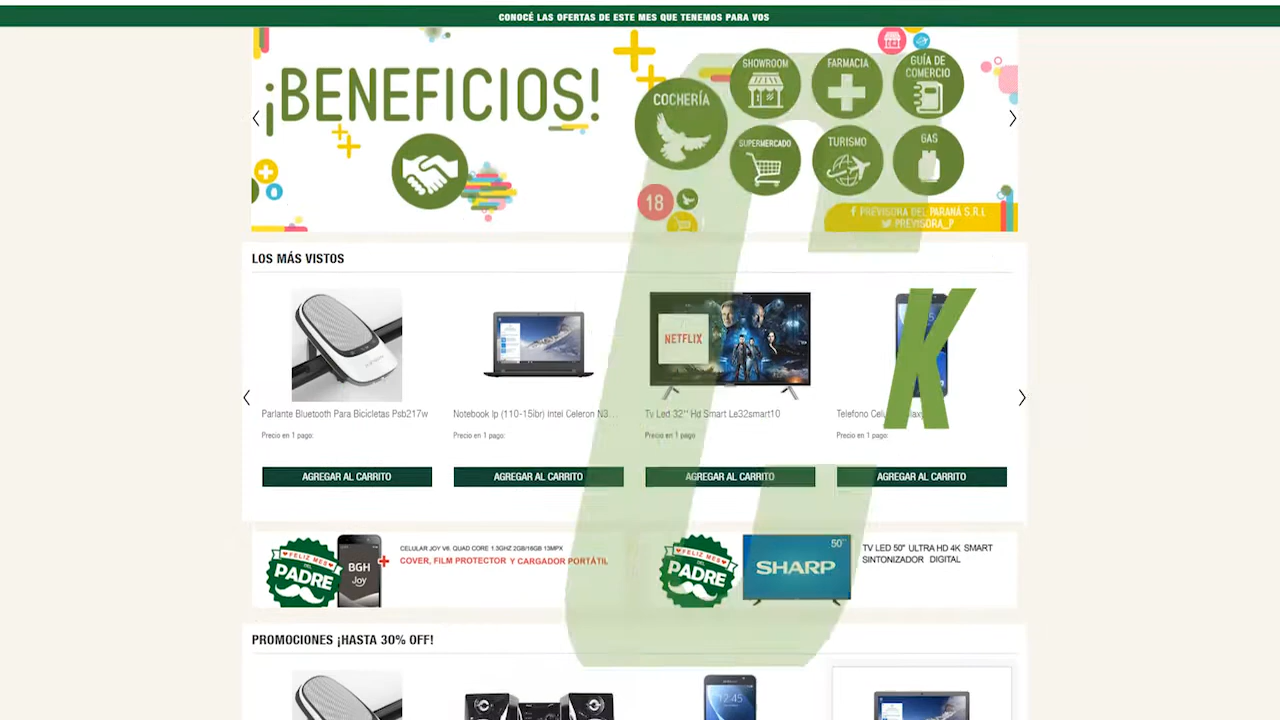 CONOCÉ LAS OFERTAS DE ESTE MES QUE TENEMOS PARA VOS
¡BENEFICIOS!
COCHERÍA
SHOWROOM
FARMACIA
GUÍA DE
COMERCIO
SUPERMERCADO
TURISMO
GAS
18
PREVISORA DEL PARANÁ S.R.L
PREVISORA_P
LOS MÁS VISTOS
NETFLIX
K
Parlante Bluetooth Para Bicicletas Psb217w
Notebook Ip (110-15ibr) Intel Celeron N3...
Tv Led 32'' Hd Smart Le32smart10
Telefono
Precio en 1 pago:
Precio en 1 pago:
Precio en 1 pago
Precio en 1 pago:
AGREGAR AL CARRITO
AGREGAR AL CARRITO
AGREGAR AL CARRITO
AGREGAR AL CARRITO
FELIZ MES
DEL
PADRE
BGH
Joy
CELULAR JOY V6. QUAD CORE 1.3GHZ 2GB/16GB 13MPX
COVER, FILM PROTECTOR Y CARGADOR PORTÁTIL
FELIZ MES
DEL
PADRE
50"
SHARP
TV LED 50" ULTRA HD 4K SMART
SINTONIZADOR DIGITAL
PROMOCIONES ¡HASTA 30% OFF!
12:45